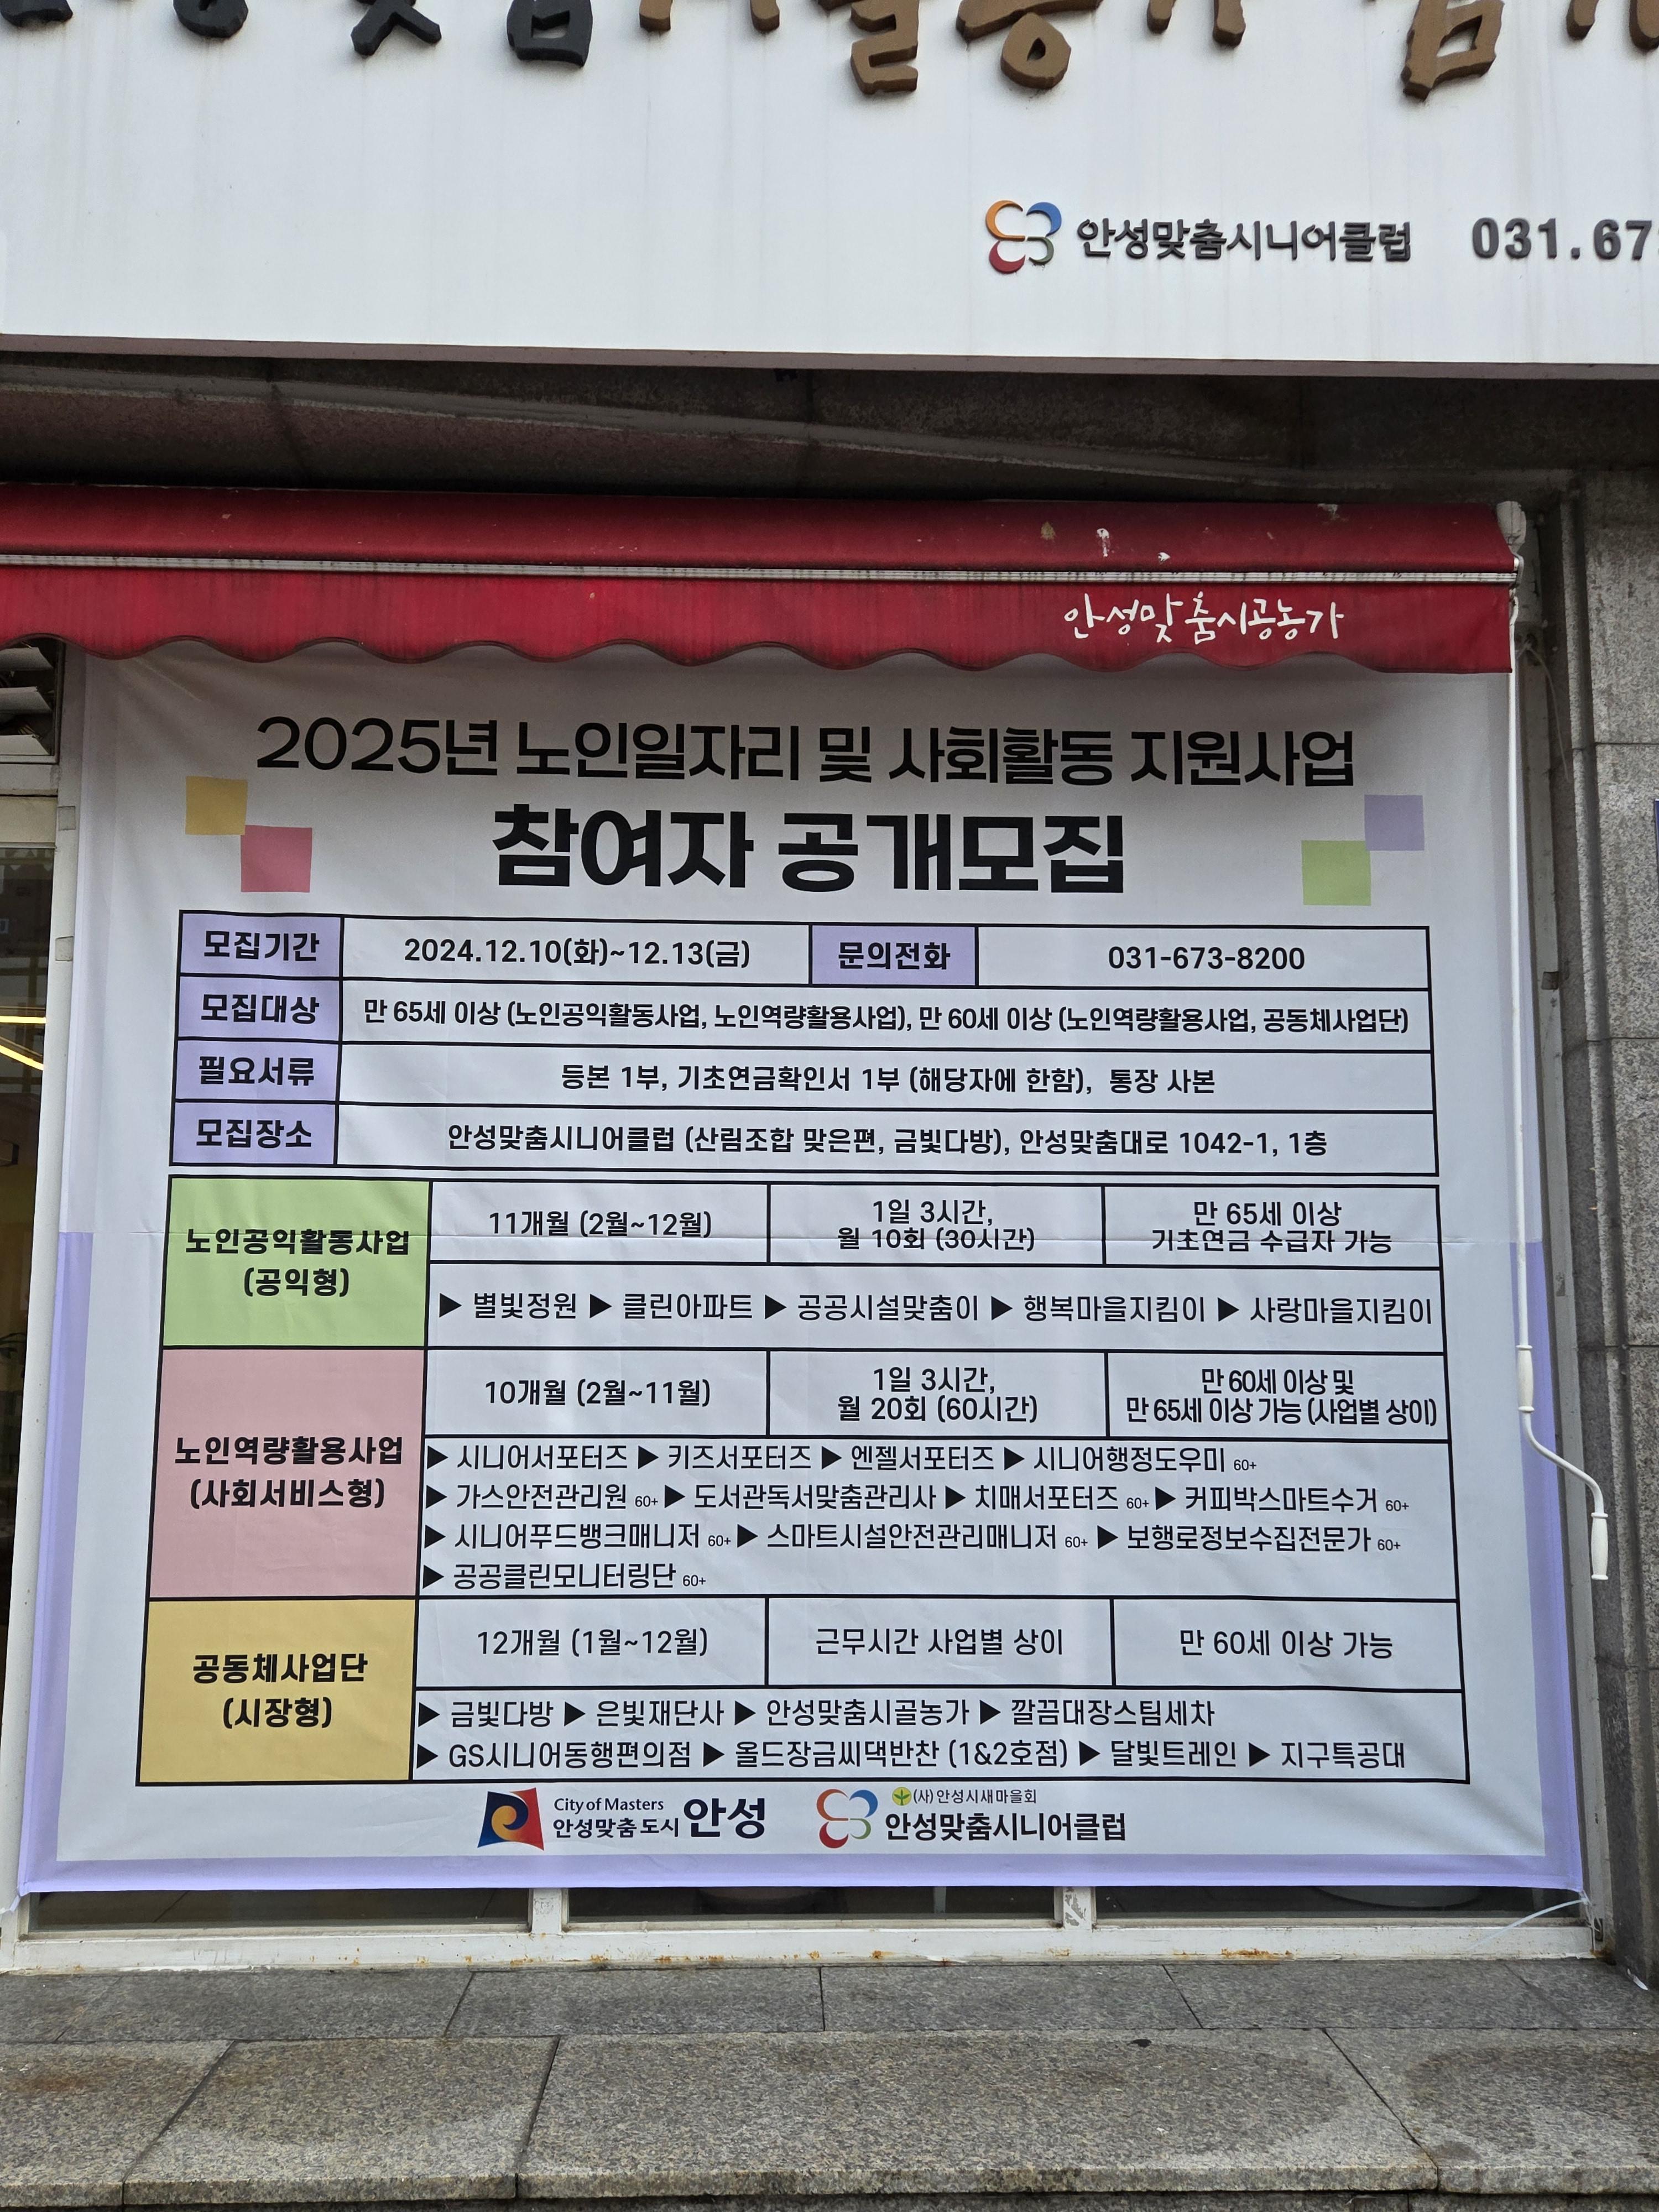 안성맞춤시니어클럽 031.67
안성맞춤시골농가
2025년 노인일자리 및 사회활동 지원사업
참여자 공개모집
모집기간 2024.12.10(화)~12.13(금) 문의전화 031-673-8200
모집대상 만 65세 이상 (노인공익활동사업, 노인역량활용사업), 만 60세 이상 (노인역량활용사업, 공동체사업단)
필요서류 등본 1부, 기초연금확인서 1부 (해당자에 한함), 통장 사본
모집장소 안성맞춤시니어클럽 (산림조합 맞은편, 금빛다방), 안성맞춤대로 1042-1, 1층
노인공익활동사업
(공익형)
11개월 (2월~12월)
1일 3시간,
월 10회 (30시간)
만 65세 이상
기초연금 수급자 가능
▶ 별빛정원 ▶ 클린아파트 ▶ 공공시설맞춤이 ▶ 행복마을지킴이 ▶ 사랑마을지킴이
노인역량활용사업
(사회서비스형)
10개월 (2월~11월)
1일 3시간,
월 20회 (60시간)
만 60세 이상 및
만 65세 이상 가능 (사업별 상이)
▶ 시니어서포터즈 ▶ 키즈서포터즈 ▶ 엔젤서포터즈 ▶ 시니어행정도우미 60+
▶ 가스안전관리원 60+ ▶ 도서관독서맞춤관리사 ▶ 치매서포터즈 60+ ▶ 커피박스마트수거 60+
▶ 시니어푸드뱅크매니저 60+ ▶ 스마트시설안전관리매니저 60+ ▶ 보행로정보수집전문가 60+
▶ 공공클린모니터링단 60+
공동체사업단
(시장형)
12개월 (1월~12월)
근무시간 사업별 상이
만 60세 이상 가능
▶ 금빛다방 ▶ 은빛재단사 ▶ 안성맞춤시골농가 ▶ 깔끔대장스팀세차
▶ GS시니어동행편의점 ▶ 올드장금씨댁반찬 (1&2호점) ▶ 달빛트레인 ▶ 지구특공대
City of Masters
안성맞춤 도시 안성
(사)안성시새마을회
안성맞춤시니어클럽